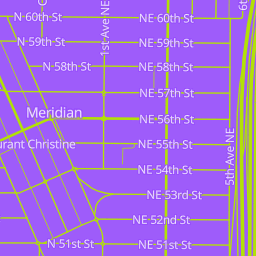 N 60th St
NE 60th St
N 59th St
NE 59th St
N 58th St
NE 58th St
NE 57th St
Meridian
NE 56th St
urant Christine
NE 55th St
NE 54th St
NE 53rd St
NE 52nd St
N 51st St
NE 51st St
1st Ave NE
5th Ave NE
6th